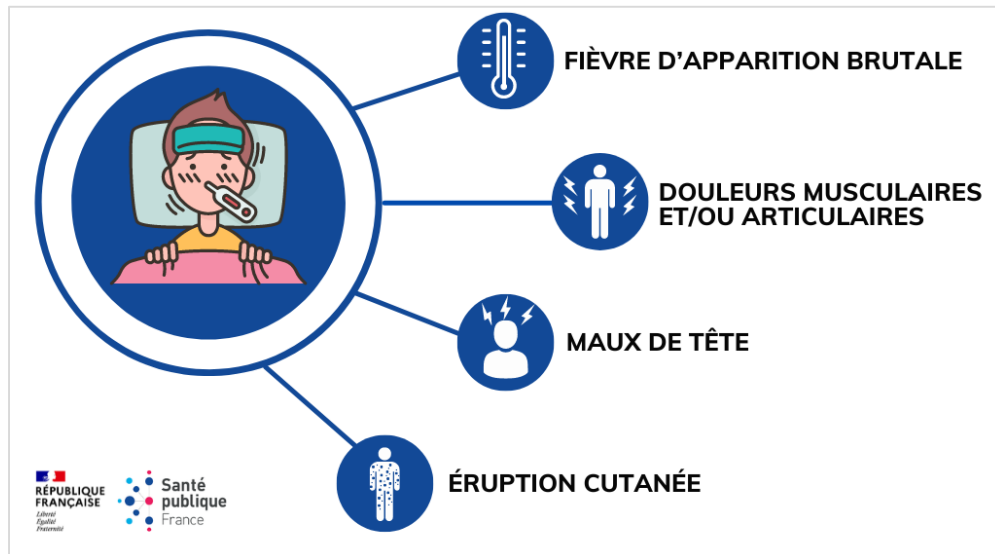 FIÈVRE D’APPARITION BRUTALE
DOULEURS MUSCULAIRES
ET/OU ARTICULAIRES
MAUX DE TÊTE
ÉRUPTION CUTANÉE
RÉPUBLIQUE
FRANÇAISE
Liberté
Égalité
Fraternité
Santé
publique
France